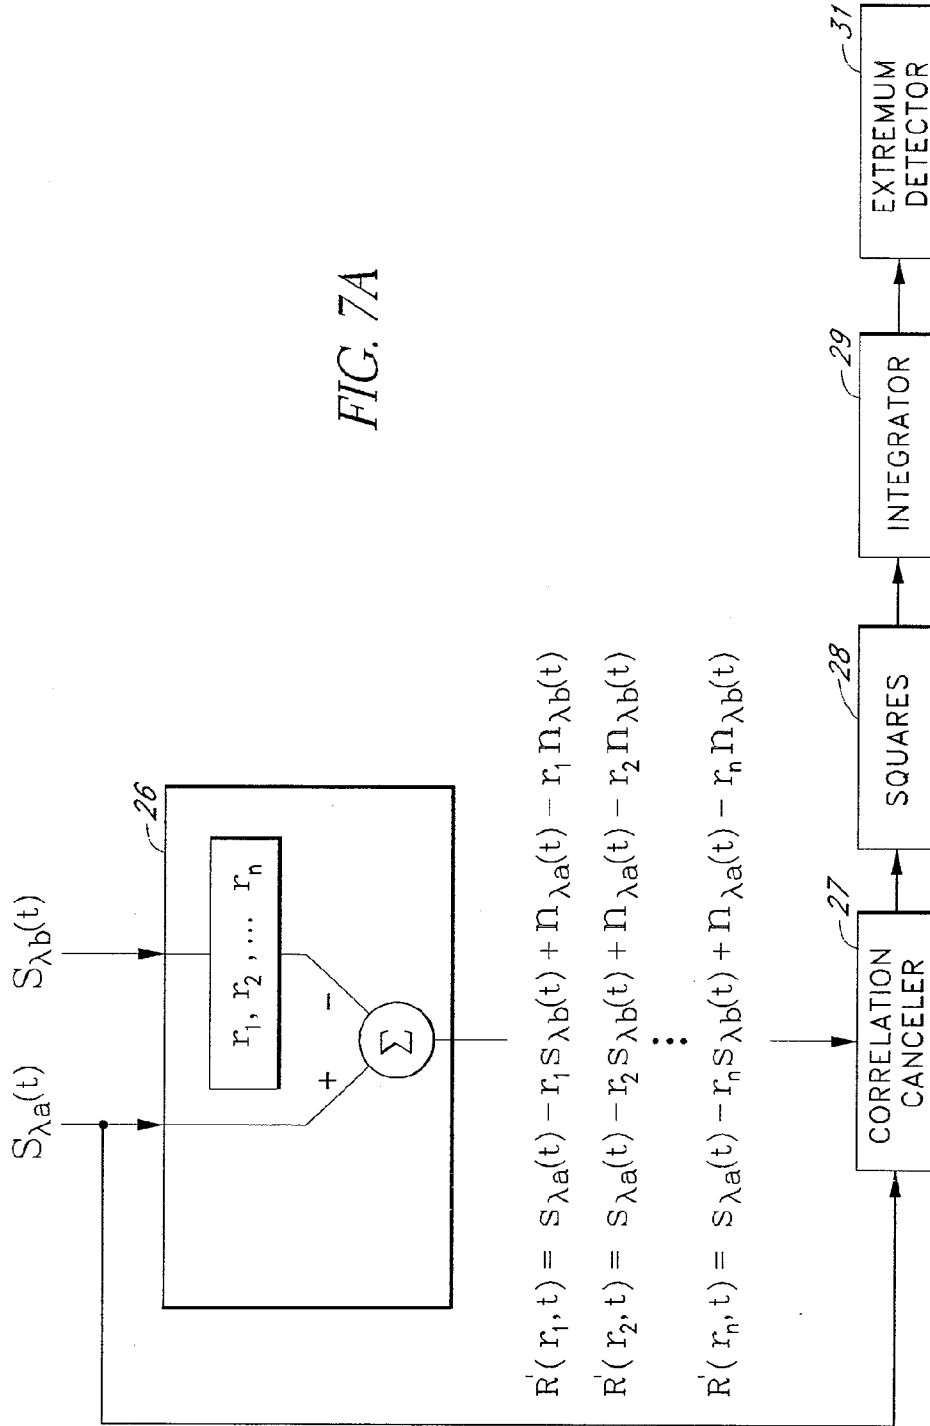 S_λa(t)
S_λb(t)
26
r_1, r_2, ... r_n
+
−
Σ
R'(r_1, t) = s_λa(t) − r_1 s_λb(t) + n_λa(t) − r_1 n_λb(t)
R'(r_2, t) = s_λa(t) − r_2 s_λb(t) + n_λa(t) − r_2 n_λb(t)
•••
R'(r_n, t) = s_λa(t) − r_n s_λb(t) + n_λa(t) − r_n n_λb(t)
27
CORRELATION
CANCELER
28
SQUARES
29
INTEGRATOR
31
EXTREMUM
DETECTOR
FIG. 7A